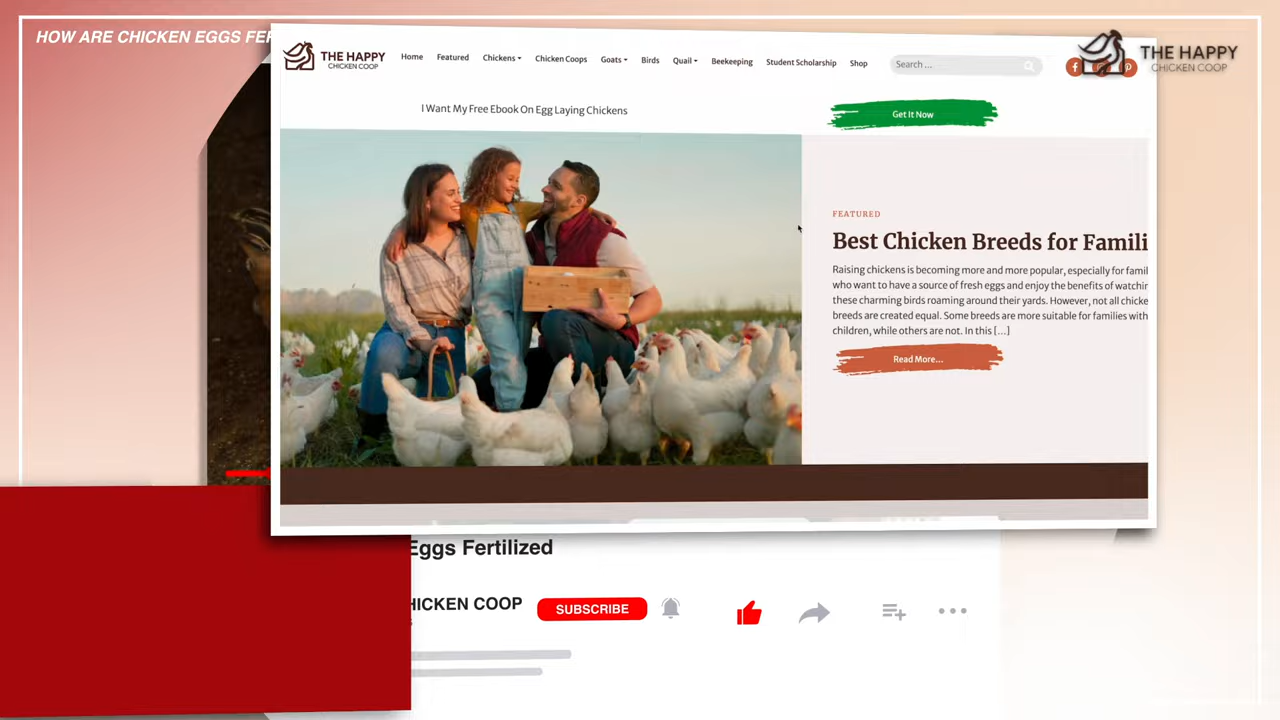 HOW ARE CHICKEN EGGS FER
THE HAPPY
CHICKEN COOP
Home
Featured
Chickens
Chicken Coops
Goats
Birds
Quail
Beekeeping
Student Scholarship
Shop
Search ...
THE HAPPY
CHICKEN COOP
I Want My Free Ebook On Egg Laying Chickens
Get It Now
FEATURED
Best Chicken Breeds for Famili
Raising chickens is becoming more and more popular, especially for famil
who want to have a source of fresh eggs and enjoy the benefits of watchin
these charming birds roaming around their yards. However, not all chicke
breeds are created equal. Some breeds are more suitable for families with
children, while others are not. In this [...]
Read More...
Eggs Fertilized
HICKEN COOP
SUBSCRIBE